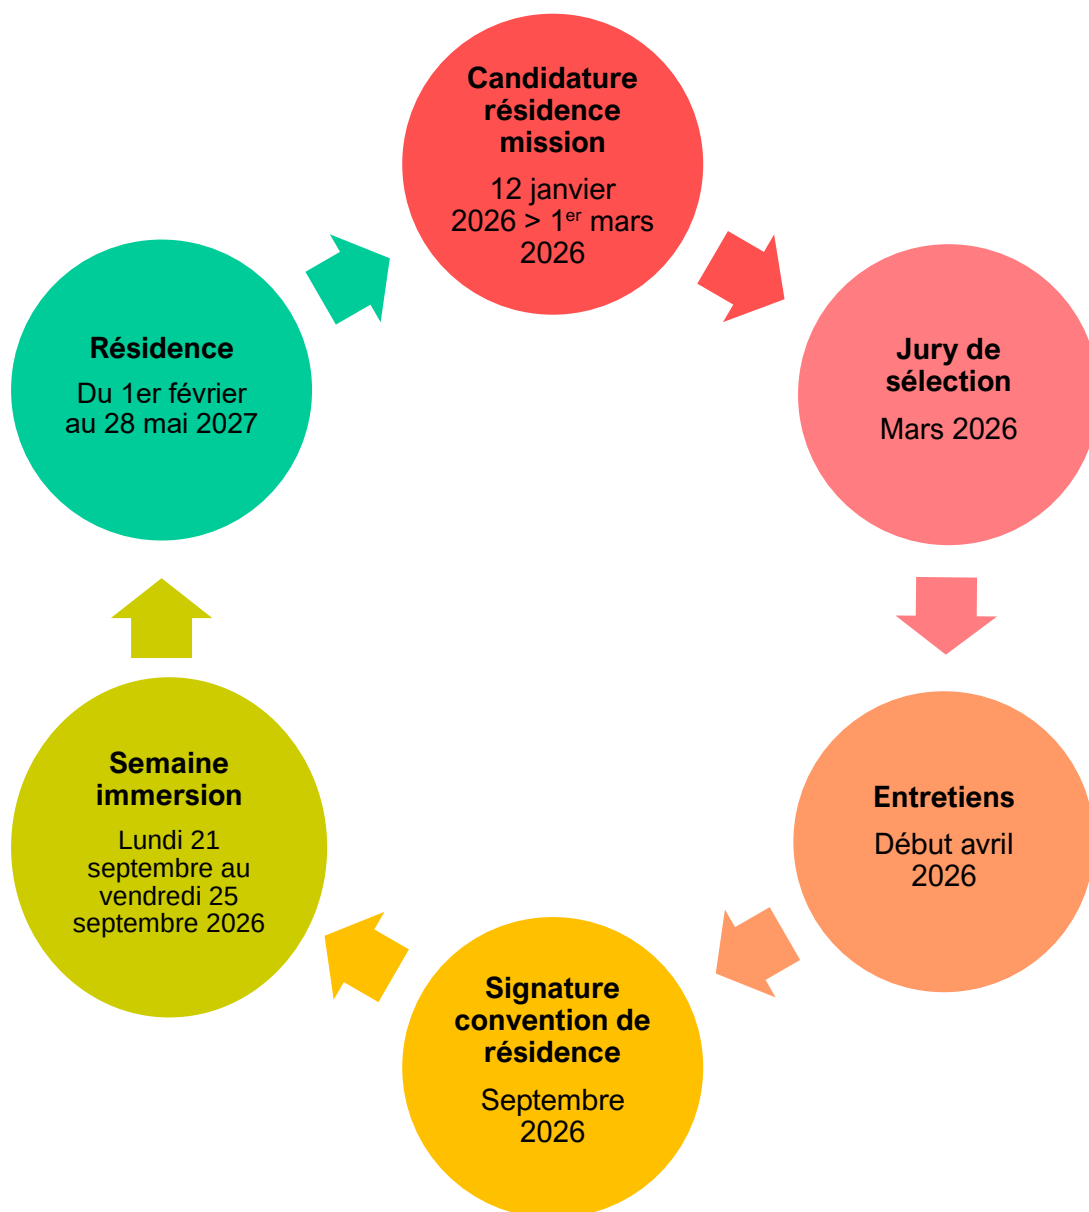 Candidature
résidence
mission
12 janvier
2026 > 1er mars
2026
Jury de
sélection
Mars 2026
Entretiens
Début avril
2026
Signature
convention de
résidence
Septembre
2026
Semaine
immersion
Lundi 21
septembre au
vendredi 25
septembre 2026
Résidence
Du 1er février
au 28 mai 2027